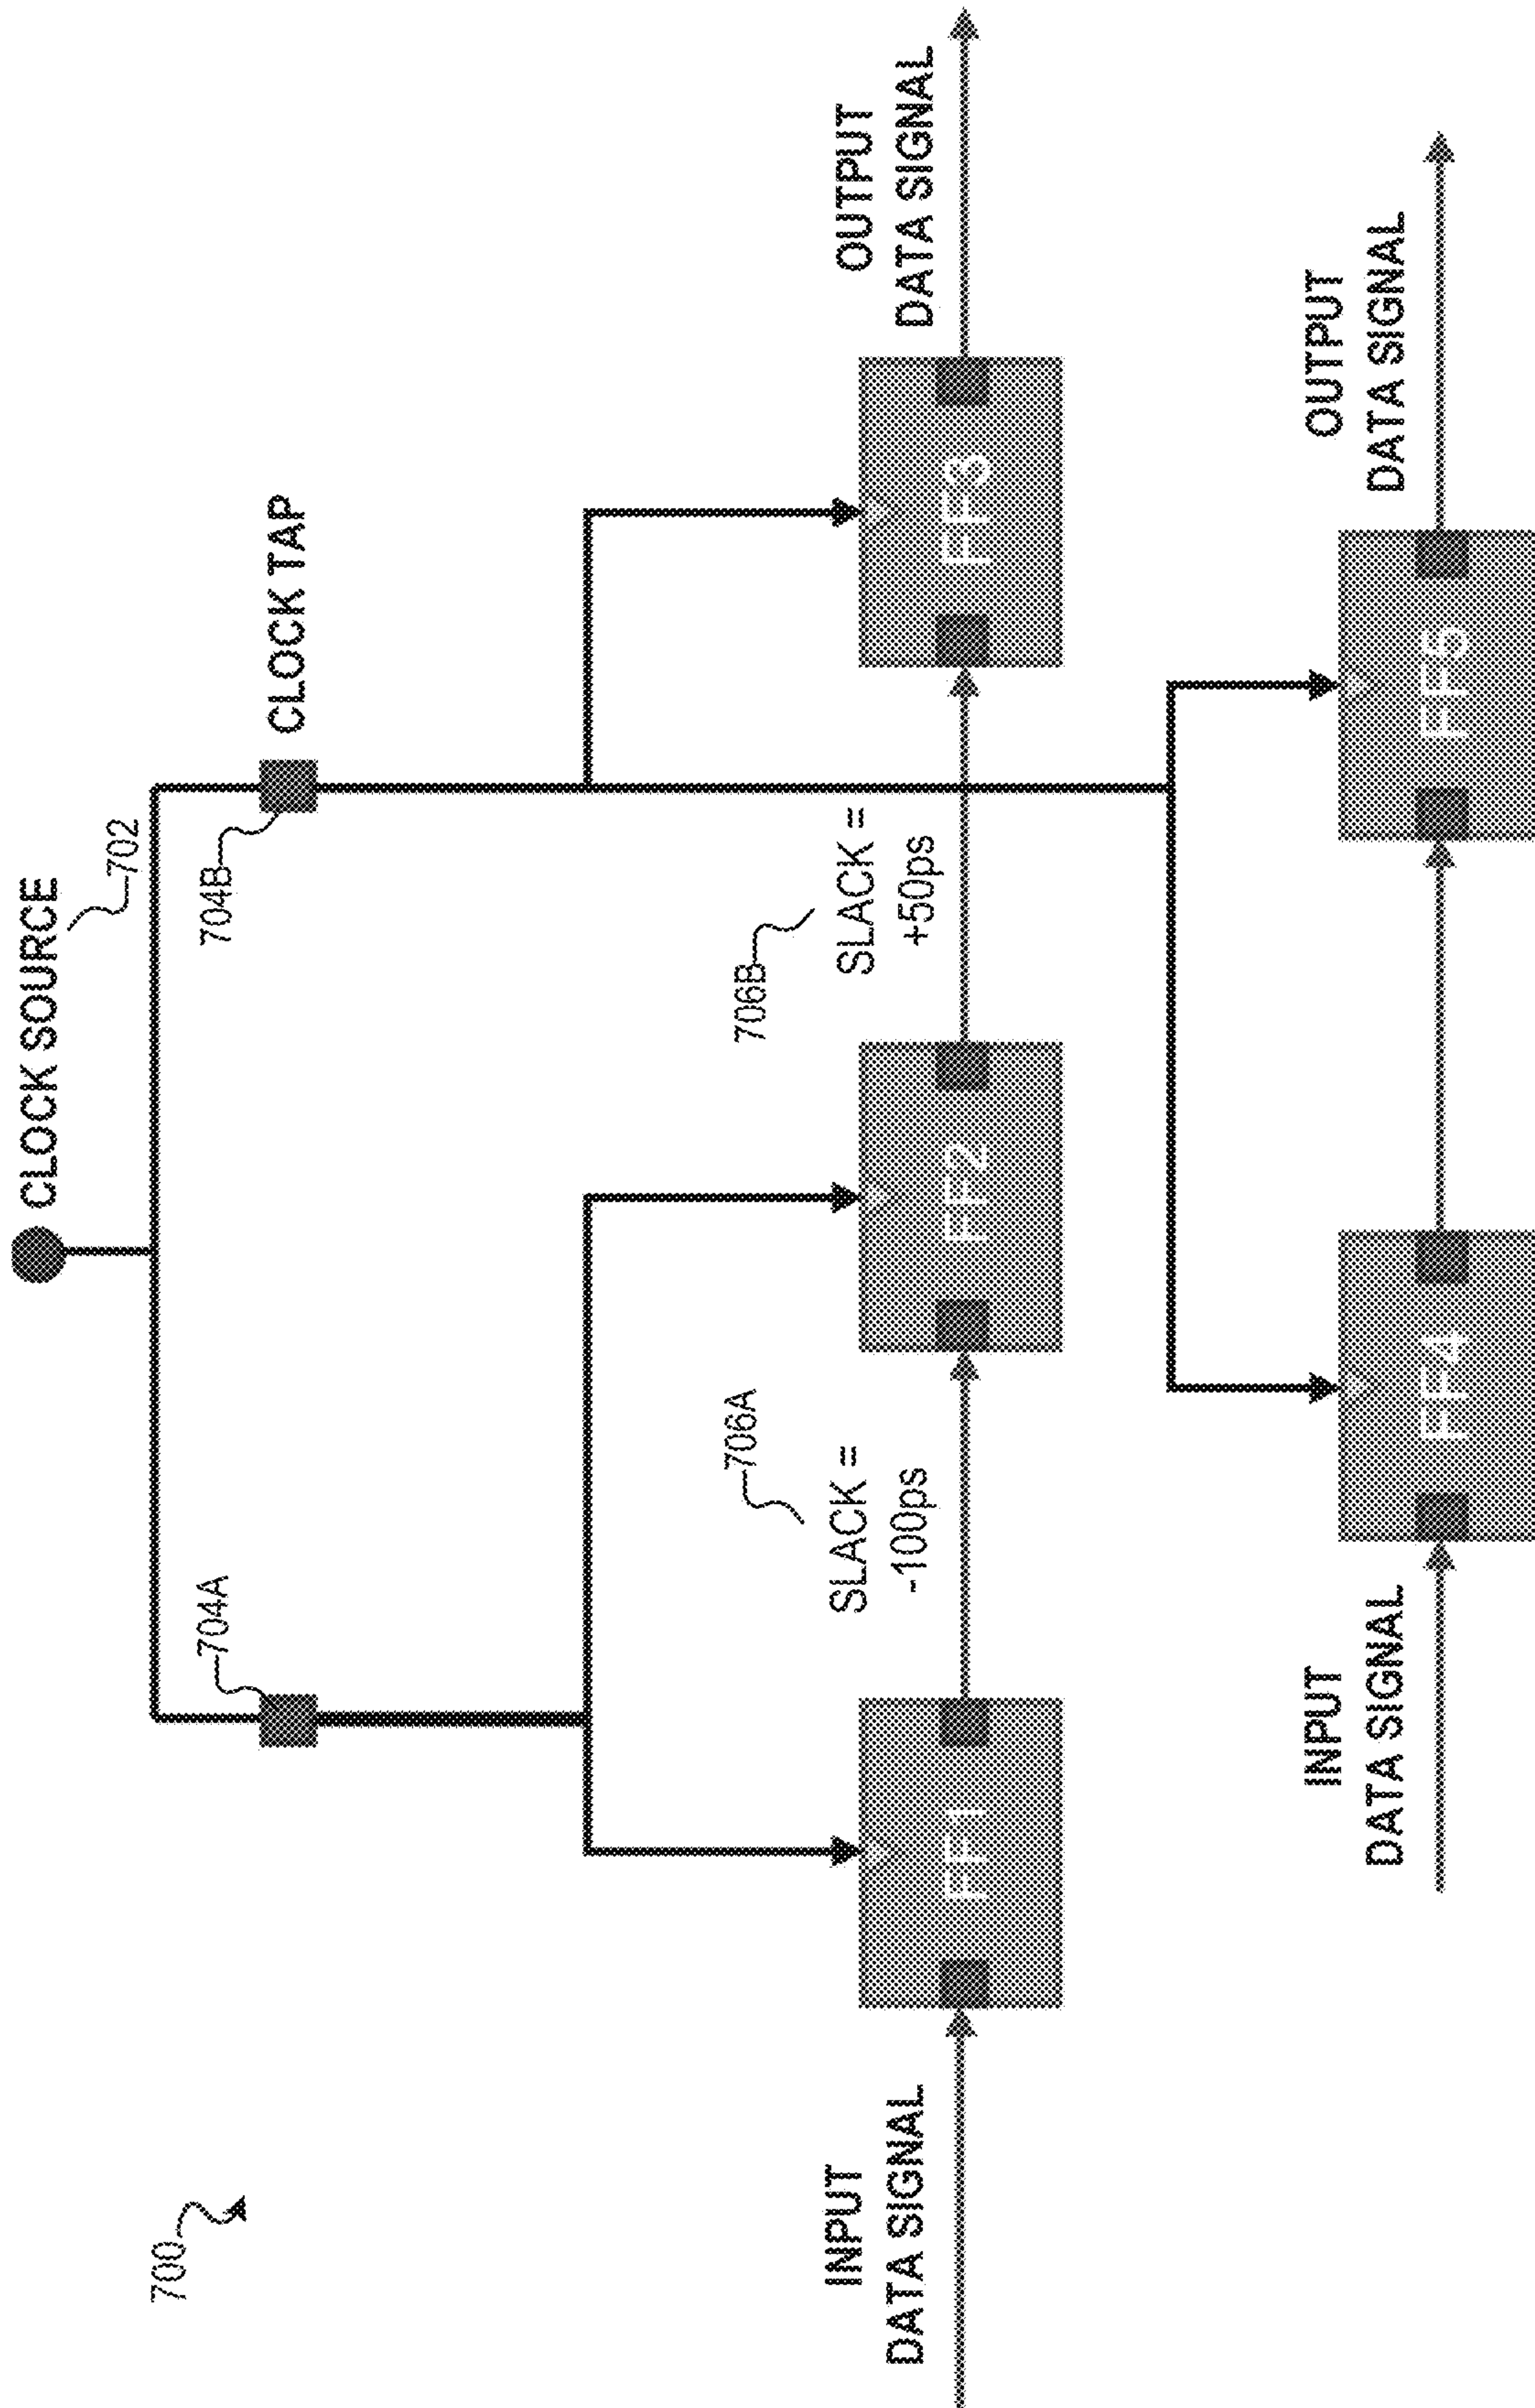 700
CLOCK SOURCE
702
704A
704B
CLOCK TAP
706A
SLACK =
-100ps
706B
SLACK =
+50ps
INPUT
DATA SIGNAL
FF1
FF2
FF3
OUTPUT
DATA SIGNAL
INPUT
DATA SIGNAL
FF4
FF5
OUTPUT
DATA SIGNAL